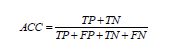 ACC = TP+TN / TP+FP+TN+FN